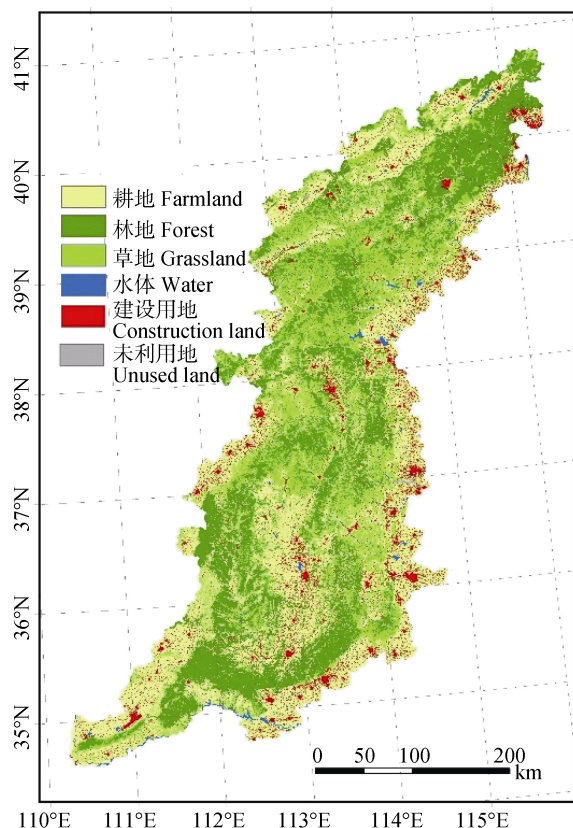 41°N
40°N
39°N
38°N
37°N
36°N
35°N
耕地 Farmland
林地 Forest
草地 Grassland
水体 Water
建设用地
Construction land
未利用地
Unused land
0 50 100 200
km
110°E 111°E 112°E 113°E 114°E 115°E